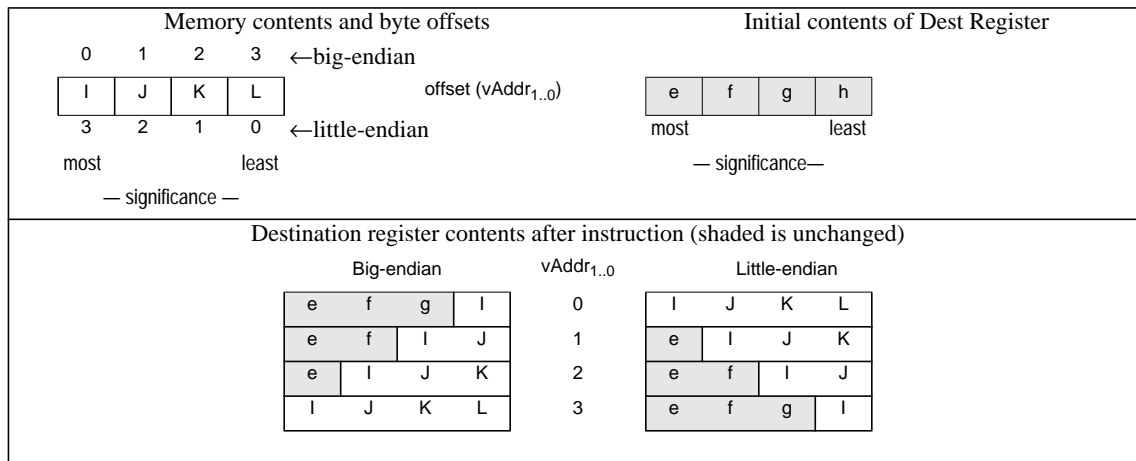 Memory contents and byte offsets
Initial contents of Dest Register
0 1 2 3 ←big-endian
I J K L offset (vAddr1..0) e f g h
3 2 1 0 ←little-endian most least
most least — significance—
— significance —
Destination register contents after instruction (shaded is unchanged)
Big-endian vAddr1..0 Little-endian
e f g I 0 I J K L
e f I J 1 e I J K
e I J K 2 e f I J
I J K L 3 e f g I